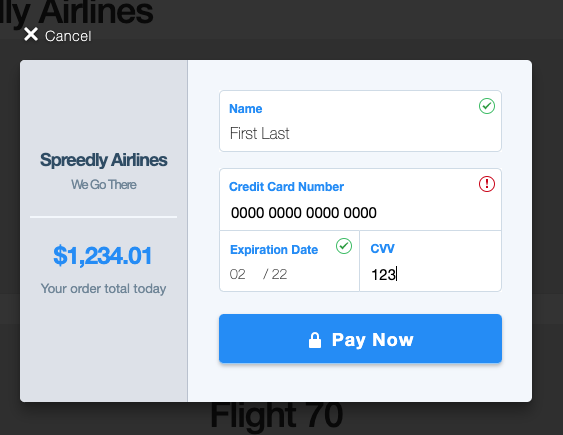 lly Airlines
Cancel
Spreedly Airlines
We Go There
$1,234.01
Your order total today
Name
First Last
Credit Card Number
0000 0000 0000 0000
Expiration Date
02 / 22
CVV
123
Pay Now
Flight 70